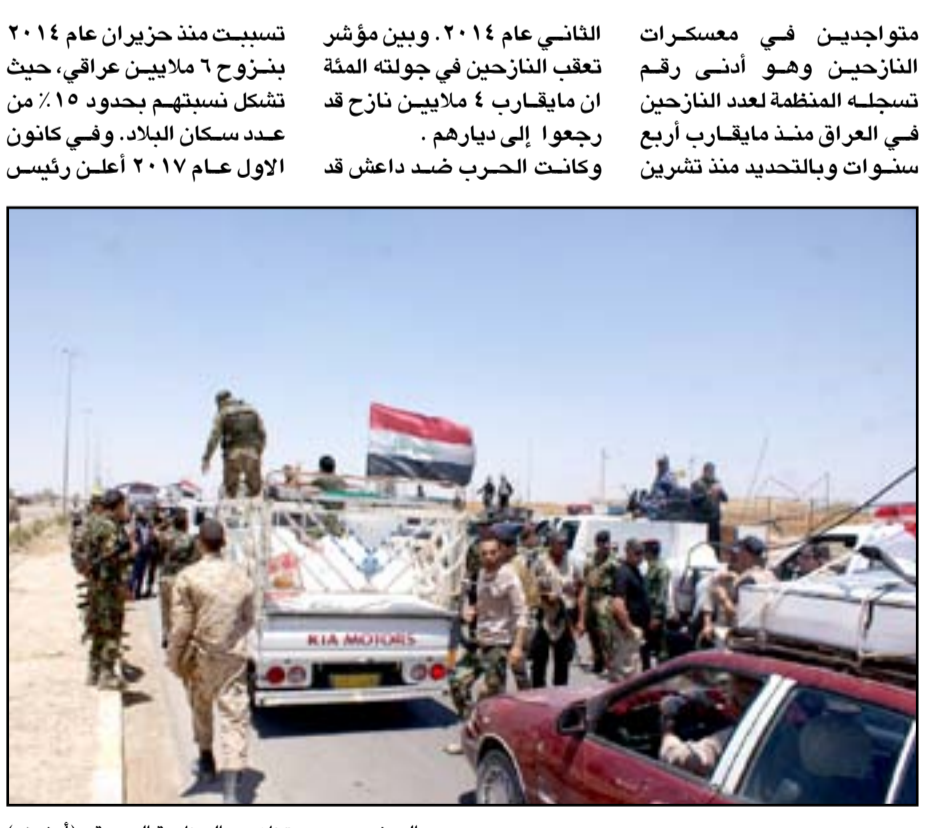 متواجدين في معسكرات
النازحين وهو أدنى رقم
تسجله المنظمة لعدد النازحين
في العراق منذ مايقارب أربع
سنوات وبالتحديد منذ تشرين
الثاني عام ٢٠١٤. وبين مؤشر
تعقب النازحين في جولته المئة
ان مايقارب ٤ ملايين نازح قد
رجعوا إلى ديارهم .
وكانت الحرب ضد داعش قد
تسببت منذ حزيران عام ٢٠١٤
بنزوح ٦ ملايين عراقي، حيث
تشكل نسبتهم بحدود ١٥٪ من
عدد سكان البلاد. وفي كانون
الاول عام ٢٠١٧ أعلن رئيس
KIA MOTORS